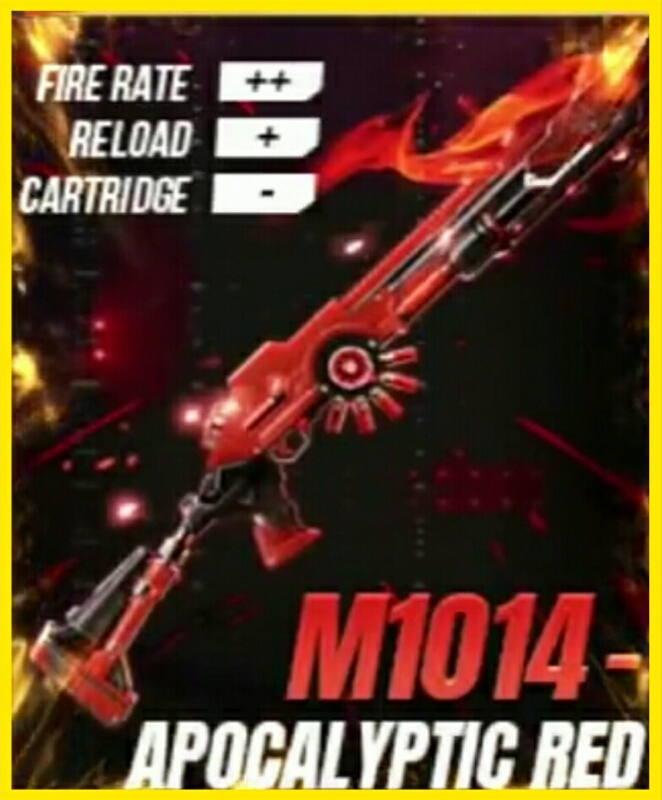 FIRE RATE ++
RELOAD +
CARTRIDGE -
M1014 -
APOCALYPTIC RED